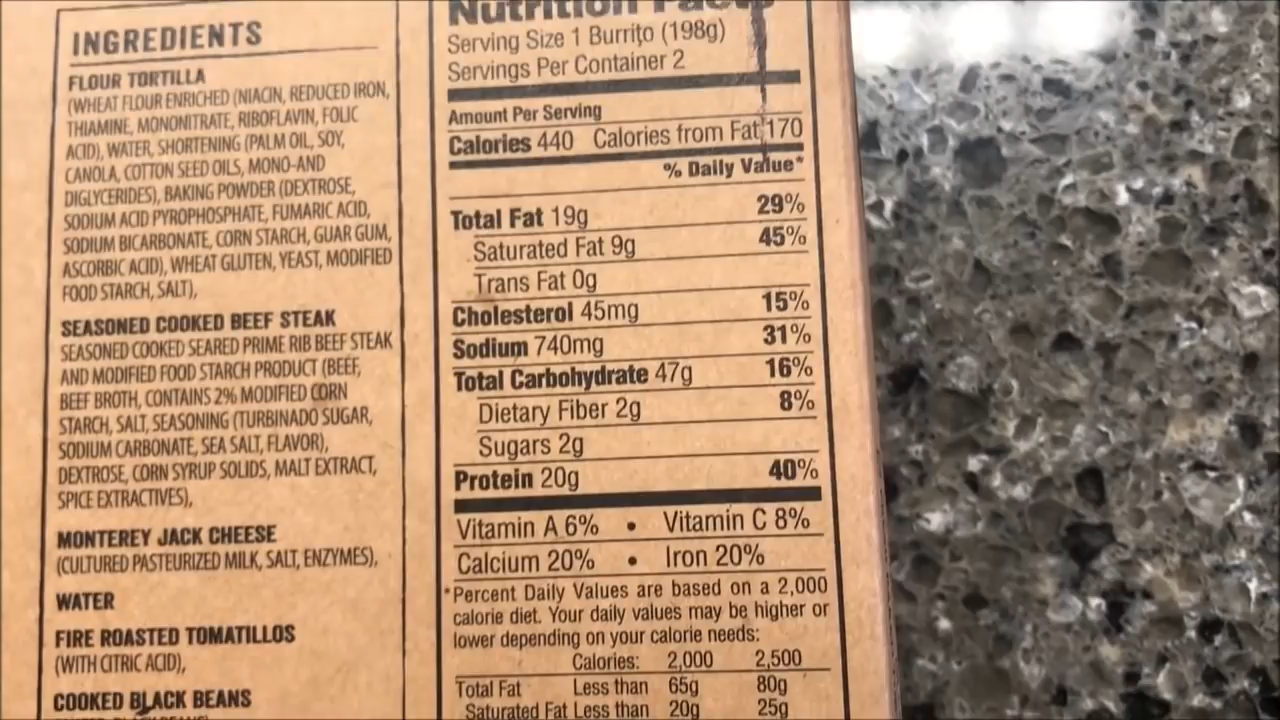 INGREDIENTS
FLOUR TORTILLA
(WHEAT FLOUR ENRICHED (NIACIN, REDUCED IRON,
THIAMINE, MONONITRATE, RIBOFLAVIN, FOLIC
ACID), WATER, SHORTENING (PALM OIL, SOY,
CANOLA, COTTON SEED OILS, MONO-AND
DIGLYCERIDES), BAKING POWDER (DEXTROSE,
SODIUM ACID PYROPHOSPHATE, FUMARIC ACID,
SODIUM BICARBONATE, CORN STARCH, GUAR GUM,
ASCORBIC ACID), WHEAT GLUTEN, YEAST, MODIFIED
FOOD STARCH, SALT),
SEASONED COOKED BEEF STEAK
SEASONED COOKED SEARED PRIME RIB BEEF STEAK
AND MODIFIED FOOD STARCH PRODUCT (BEEF,
BEEF BROTH, CONTAINS 2% MODIFIED CORN
STARCH, SALT, SEASONING (TURBINADO SUGAR,
SODIUM CARBONATE, SEA SALT, FLAVOR),
DEXTROSE, CORN SYRUP SOLIDS, MALT EXTRACT,
SPICE EXTRACTIVES),
MONTEREY JACK CHEESE
(CULTURED PASTEURIZED MILK, SALT, ENZYMES),
WATER
FIRE ROASTED TOMATILLOS
(WITH CITRIC ACID),
COOKED BLACK BEANS
Nutrition Facts
Serving Size 1 Burrito (198g)
Servings Per Container 2
Amount Per Serving
Calories 440 Calories from Fat 170
% Daily Value*
Total Fat 19g 29%
Saturated Fat 9g 45%
Trans Fat 0g
Cholesterol 45mg 15%
Sodium 740mg 31%
Total Carbohydrate 47g 16%
Dietary Fiber 2g 8%
Sugars 2g
Protein 20g 40%
Vitamin A 6% • Vitamin C 8%
Calcium 20% • Iron 20%
*Percent Daily Values are based on a 2,000
calorie diet. Your daily values may be higher or
lower depending on your calorie needs:
Calories: 2,000 2,500
Total Fat Less than 65g 80g
Saturated Fat Less than 20g 25g